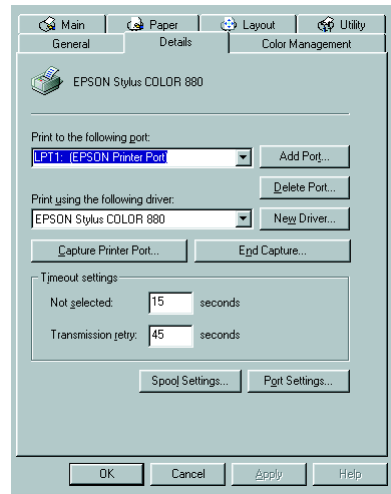 Main Paper Layout Utility
General Details Color Management
EPSON Stylus COLOR 880
Print to the following port:
LPT1: (EPSON Printer Port)
Add Port...
Delete Port...
Print using the following driver:
EPSON Stylus COLOR 880
New Driver...
Capture Printer Port... End Capture...
Timeout settings
Not selected: 15 seconds
Transmission retry: 45 seconds
Spool Settings... Port Settings...
OK Cancel Apply Help